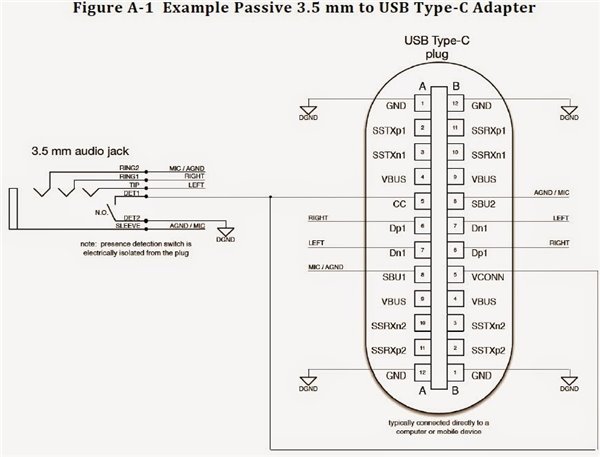 Figure A-1 Example Passive 3.5 mm to USB Type-C Adapter
USB Type-C
plug
A B
GND 1 12 GND
DGND DGND
SSTXp1 2 11 SSRXp1
3.5 mm audio jack
SSTXn1 3 10 SSRXn1
RING2 MIC / AGND
RING1 RIGHT
VBUS 4 9 VBUS
TIP LEFT
DET1
AGND / MIC
CC 5 8 SBU2
N.O.
RIGHT LEFT
DET2
Dp1 6 7 Dn1
SLEEVE AGND / MIC
DGND
note: presence detection switch is
electrically isolated from the plug
LEFT RIGHT
Dn1 7 6 Dp1
MIC / AGND
SBU1 8 5 VCONN
VBUS 9 4 VBUS
SSRXn2 10 3 SSTXn2
SSRXp2 11 2 SSTXp2
GND 12 1 GND
DGND DGND
A B
typically connected directly to a
computer or mobile device